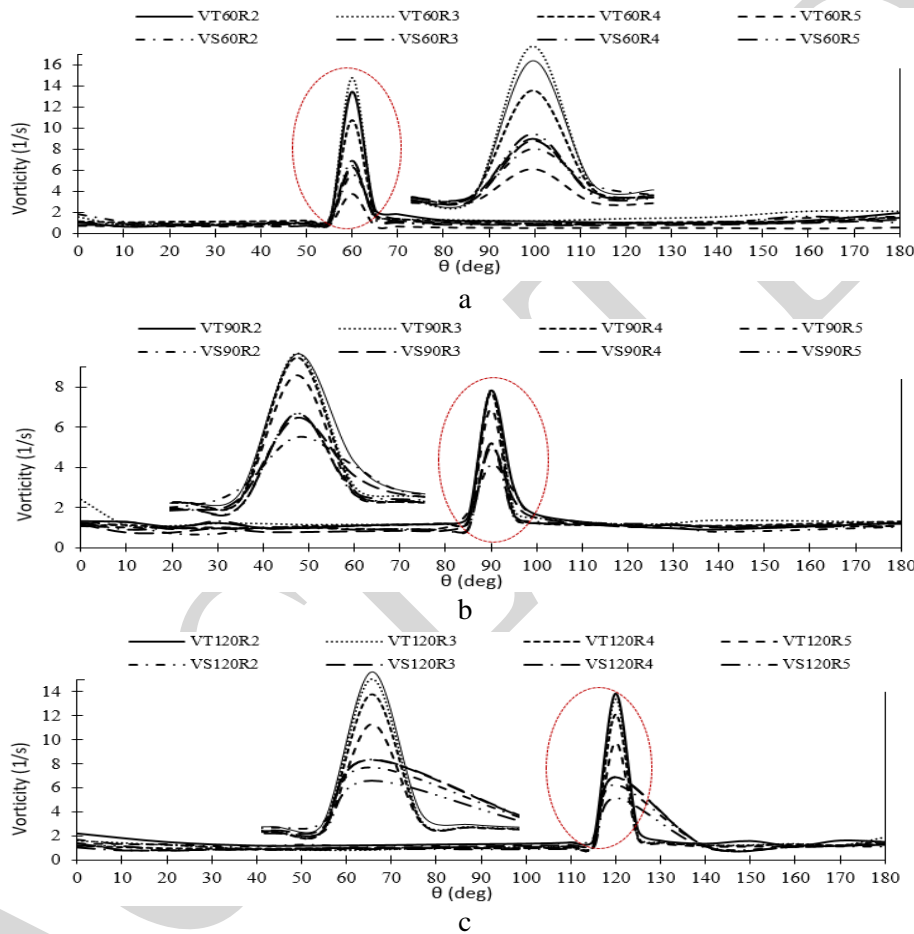 VT60R2 VT60R3 VT60R4 VT60R5
VS60R2 VS60R3 VS60R4 VS60R5
Vorticity (1/s)
16
14
12
10
8
6
4
2
0
0 10 20 30 40 50 60 70 80 90 100 110 120 130 140 150 160 170 180
θ (deg)
a
VT90R2 VT90R3 VT90R4 VT90R5
VS90R2 VS90R3 VS90R4 VS90R5
Vorticity (1/s)
8
6
4
2
0
0 10 20 30 40 50 60 70 80 90 100 110 120 130 140 150 160 170 180
θ (deg)
b
VT120R2 VT120R3 VT120R4 VT120R5
VS120R2 VS120R3 VS120R4 VS120R5
Vorticity (1/s)
14
12
10
8
6
4
2
0
0 10 20 30 40 50 60 70 80 90 100 110 120 130 140 150 160 170 180
θ (deg)
c